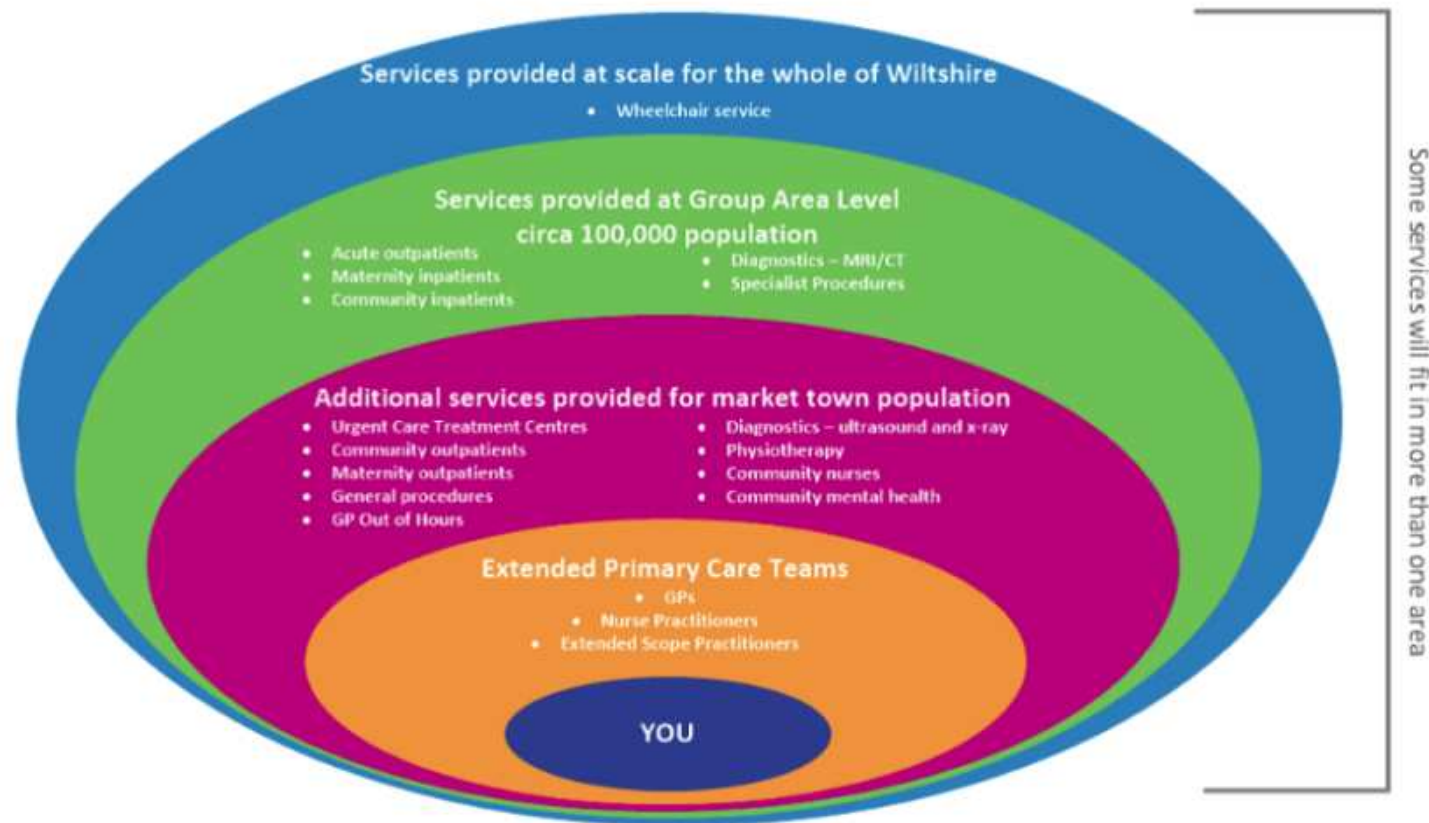 Services provided at scale for the whole of Wiltshire
• Wheelchair service
Services provided at Group Area Level
circa 100,000 population
• Acute outpatients
• Maternity inpatients
• Community inpatients
• Diagnostics – MRI/CT
• Specialist Procedures
Additional services provided for market town population
• Urgent Care Treatment Centres
• Community outpatients
• Maternity outpatients
• General procedures
• GP Out of Hours
• Diagnostics – ultrasound and x-ray
• Physiotherapy
• Community nurses
• Community mental health
Extended Primary Care Teams
• GPs
• Nurse Practitioners
• Extended Scope Practitioners
YOU
Some services will fit in more than one area